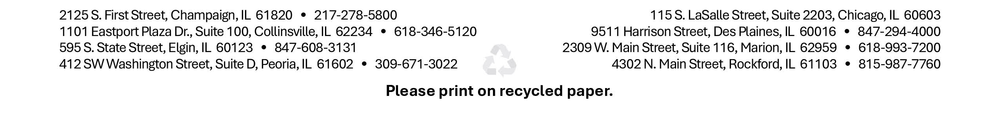 2125 S. First Street, Champaign, IL 61820 • 217-278-5800
1101 Eastport Plaza Dr., Suite 100, Collinsville, IL 62234 • 618-346-5120
595 S. State Street, Elgin, IL 60123 • 847-608-3131
412 SW Washington Street, Suite D, Peoria, IL 61602 • 309-671-3022
115 S. LaSalle Street, Suite 2203, Chicago, IL 60603
9511 Harrison Street, Des Plaines, IL 60016 • 847-294-4000
2309 W. Main Street, Suite 116, Marion, IL 62959 • 618-993-7200
4302 N. Main Street, Rockford, IL 61103 • 815-987-7760
Please print on recycled paper.